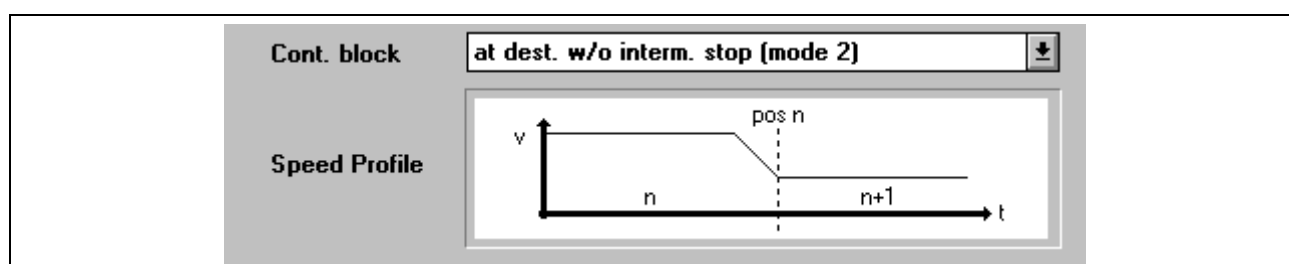 Cont. block
at dest. w/o interm. stop (mode 2)
Speed Profile
v
pos n
n
n+1
t